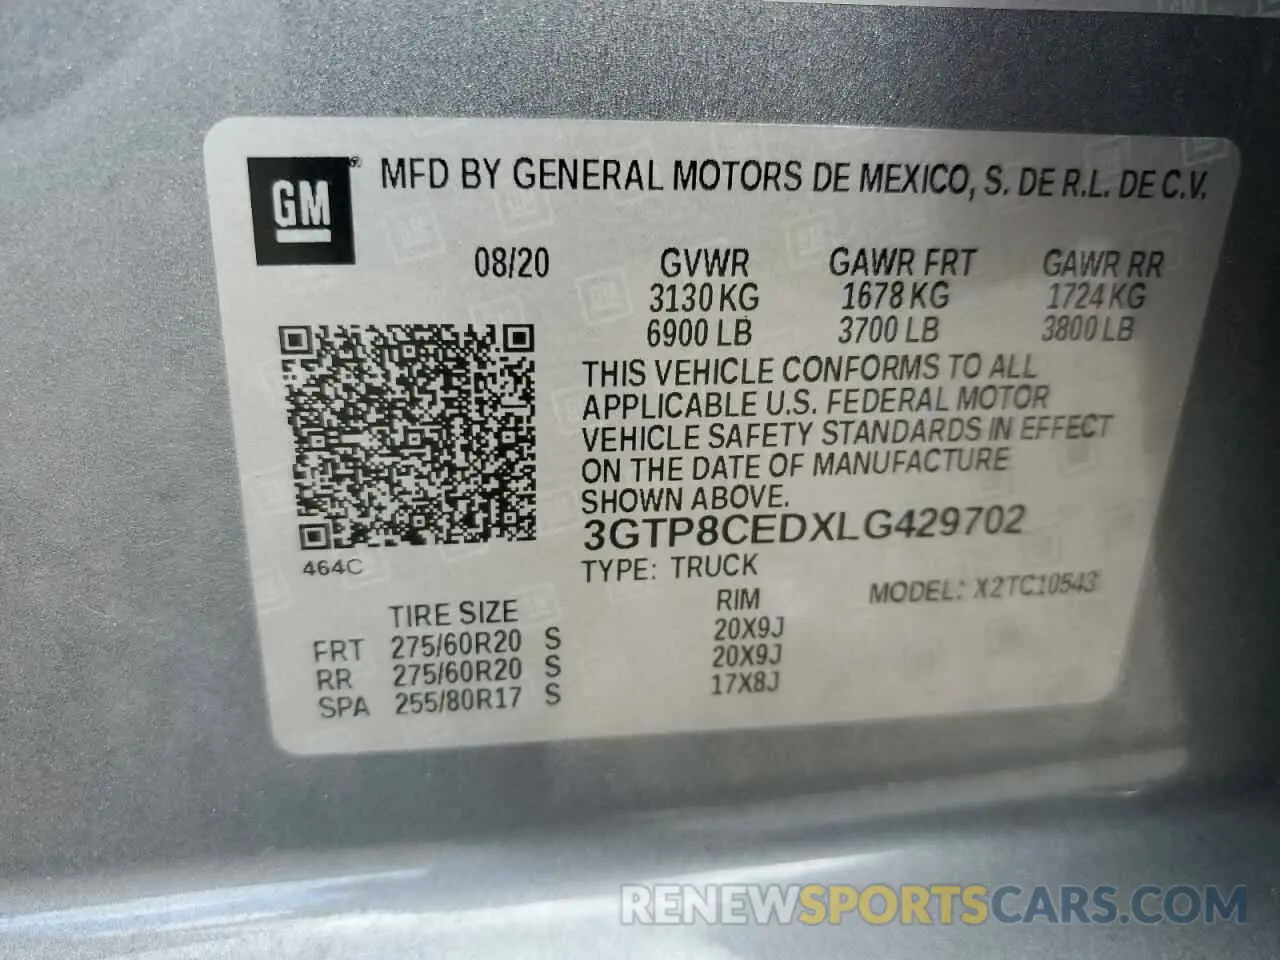 GM
MFD BY GENERAL MOTORS DE MEXICO, S. DE R.L. DE C.V.
08/20 GVWR GAWR FRT GAWR RR
3130 KG 1678 KG 1724 KG
6900 LB 3700 LB 3800 LB
THIS VEHICLE CONFORMS TO ALL
APPLICABLE U.S. FEDERAL MOTOR
VEHICLE SAFETY STANDARDS IN EFFECT
ON THE DATE OF MANUFACTURE
SHOWN ABOVE.
3GTP8CEDXLG429702
464C
TYPE: TRUCK
MODEL: X2TC10543
TIRE SIZE RIM
FRT 275/60R20 S 20X9J
RR 275/60R20 S 20X9J
SPA 255/80R17 S 17X8J
RENEWSPORTSCARS.COM